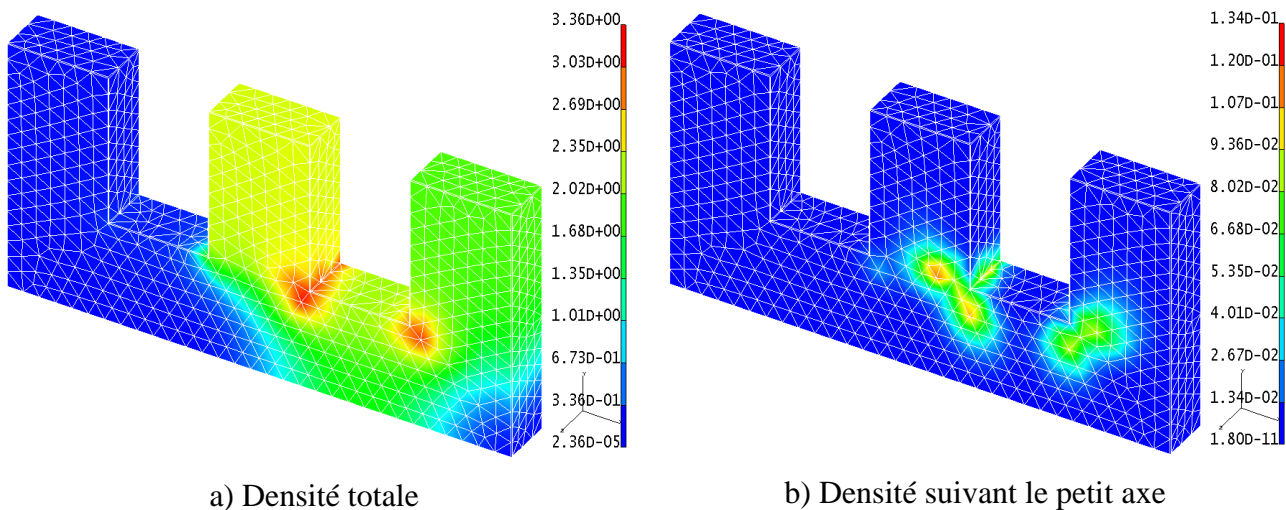 3.36D+00
3.03D+00
2.69D+00
2.35D+00
2.02D+00
1.68D+00
1.35D+00
1.01D+00
6.73D-01
3.36D-01
2.36D-05
y
z
a) Densité totale
1.34D-01
1.20D-01
1.07D-01
9.36D-02
8.02D-02
6.68D-02
5.35D-02
4.01D-02
2.67D-02
1.34D-02
1.80D-11
y
z
b) Densité suivant le petit axe